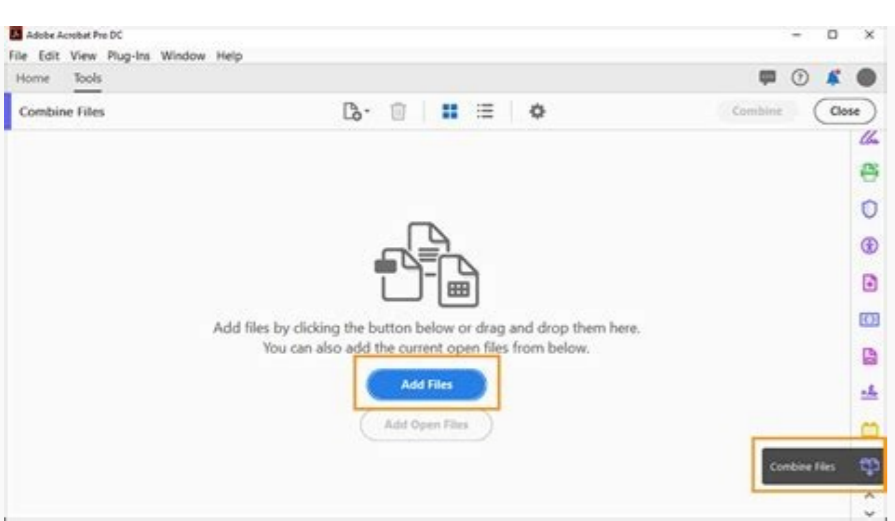 Adobe Acrobat Pro DC
File Edit View Plug-Ins Window Help
Home Tools
Combine Files
Combine
Close
Add files by clicking the button below or drag and drop them here.
You can also add the current open files from below.
Add Files
Add Open Files
Combine Files